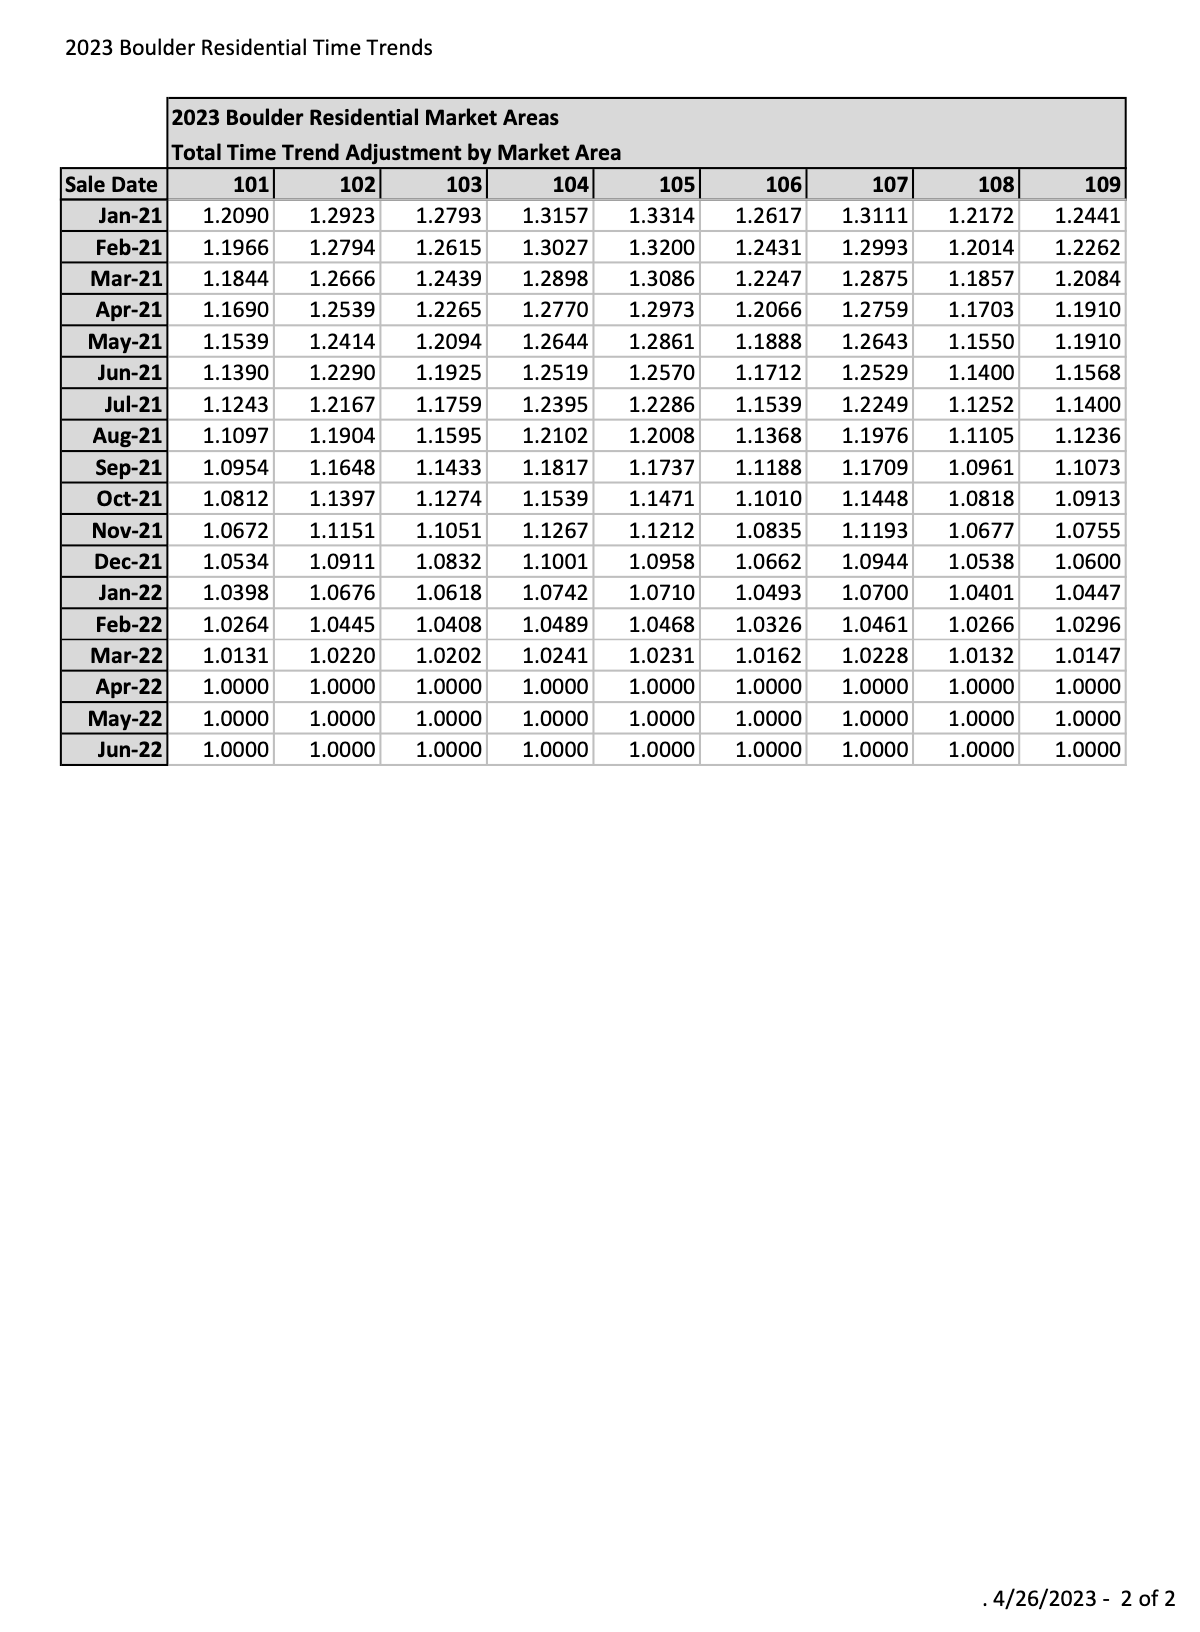 2023 Boulder Residential Time Trends
2023 Boulder Residential Market Areas
Total Time Trend Adjustment by Market Area
Sale Date 101 102 103 104 105 106 107 108 109
Jan-21 1.2090 1.2923 1.2793 1.3157 1.3314 1.2617 1.3111 1.2172 1.2441
Feb-21 1.1966 1.2794 1.2615 1.3027 1.3200 1.2431 1.2993 1.2014 1.2262
Mar-21 1.1844 1.2666 1.2439 1.2898 1.3086 1.2247 1.2875 1.1857 1.2084
Apr-21 1.1690 1.2539 1.2265 1.2770 1.2973 1.2066 1.2759 1.1703 1.1910
May-21 1.1539 1.2414 1.2094 1.2644 1.2861 1.1888 1.2643 1.1550 1.1910
Jun-21 1.1390 1.2290 1.1925 1.2519 1.2570 1.1712 1.2529 1.1400 1.1568
Jul-21 1.1243 1.2167 1.1759 1.2395 1.2286 1.1539 1.2249 1.1252 1.1400
Aug-21 1.1097 1.1904 1.1595 1.2102 1.2008 1.1368 1.1976 1.1105 1.1236
Sep-21 1.0954 1.1648 1.1433 1.1817 1.1737 1.1188 1.1709 1.0961 1.1073
Oct-21 1.0812 1.1397 1.1274 1.1539 1.1471 1.1010 1.1448 1.0818 1.0913
Nov-21 1.0672 1.1151 1.1051 1.1267 1.1212 1.0835 1.1193 1.0677 1.0755
Dec-21 1.0534 1.0911 1.0832 1.1001 1.0958 1.0662 1.0944 1.0538 1.0600
Jan-22 1.0398 1.0676 1.0618 1.0742 1.0710 1.0493 1.0700 1.0401 1.0447
Feb-22 1.0264 1.0445 1.0408 1.0489 1.0468 1.0326 1.0461 1.0266 1.0296
Mar-22 1.0131 1.0220 1.0202 1.0241 1.0231 1.0162 1.0228 1.0132 1.0147
Apr-22 1.0000 1.0000 1.0000 1.0000 1.0000 1.0000 1.0000 1.0000 1.0000
May-22 1.0000 1.0000 1.0000 1.0000 1.0000 1.0000 1.0000 1.0000 1.0000
Jun-22 1.0000 1.0000 1.0000 1.0000 1.0000 1.0000 1.0000 1.0000 1.0000
. 4/26/2023 - 2 of 2